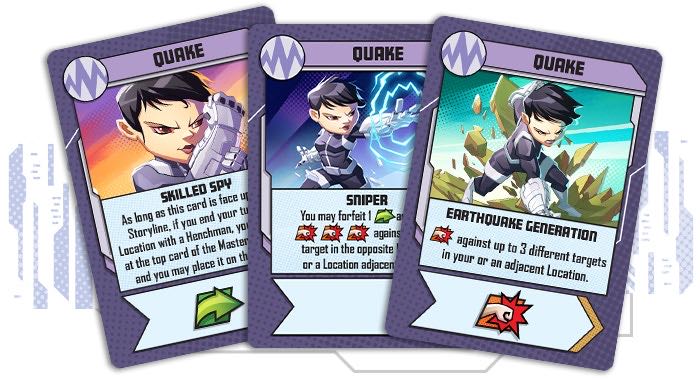 QUAKE
SKILLED SPY
As long as this card is face up
Storyline, if you end your tu
Location with a Henchman, you
at the top card of the Master
and you may place it on th
QUAKE
SNIPER
You may forfeit 1 an
agains
target in the opposite
or a Location adjacen
QUAKE
EARTHQUAKE GENERATION
against up to 3 different targets
in your or an adjacent Location.